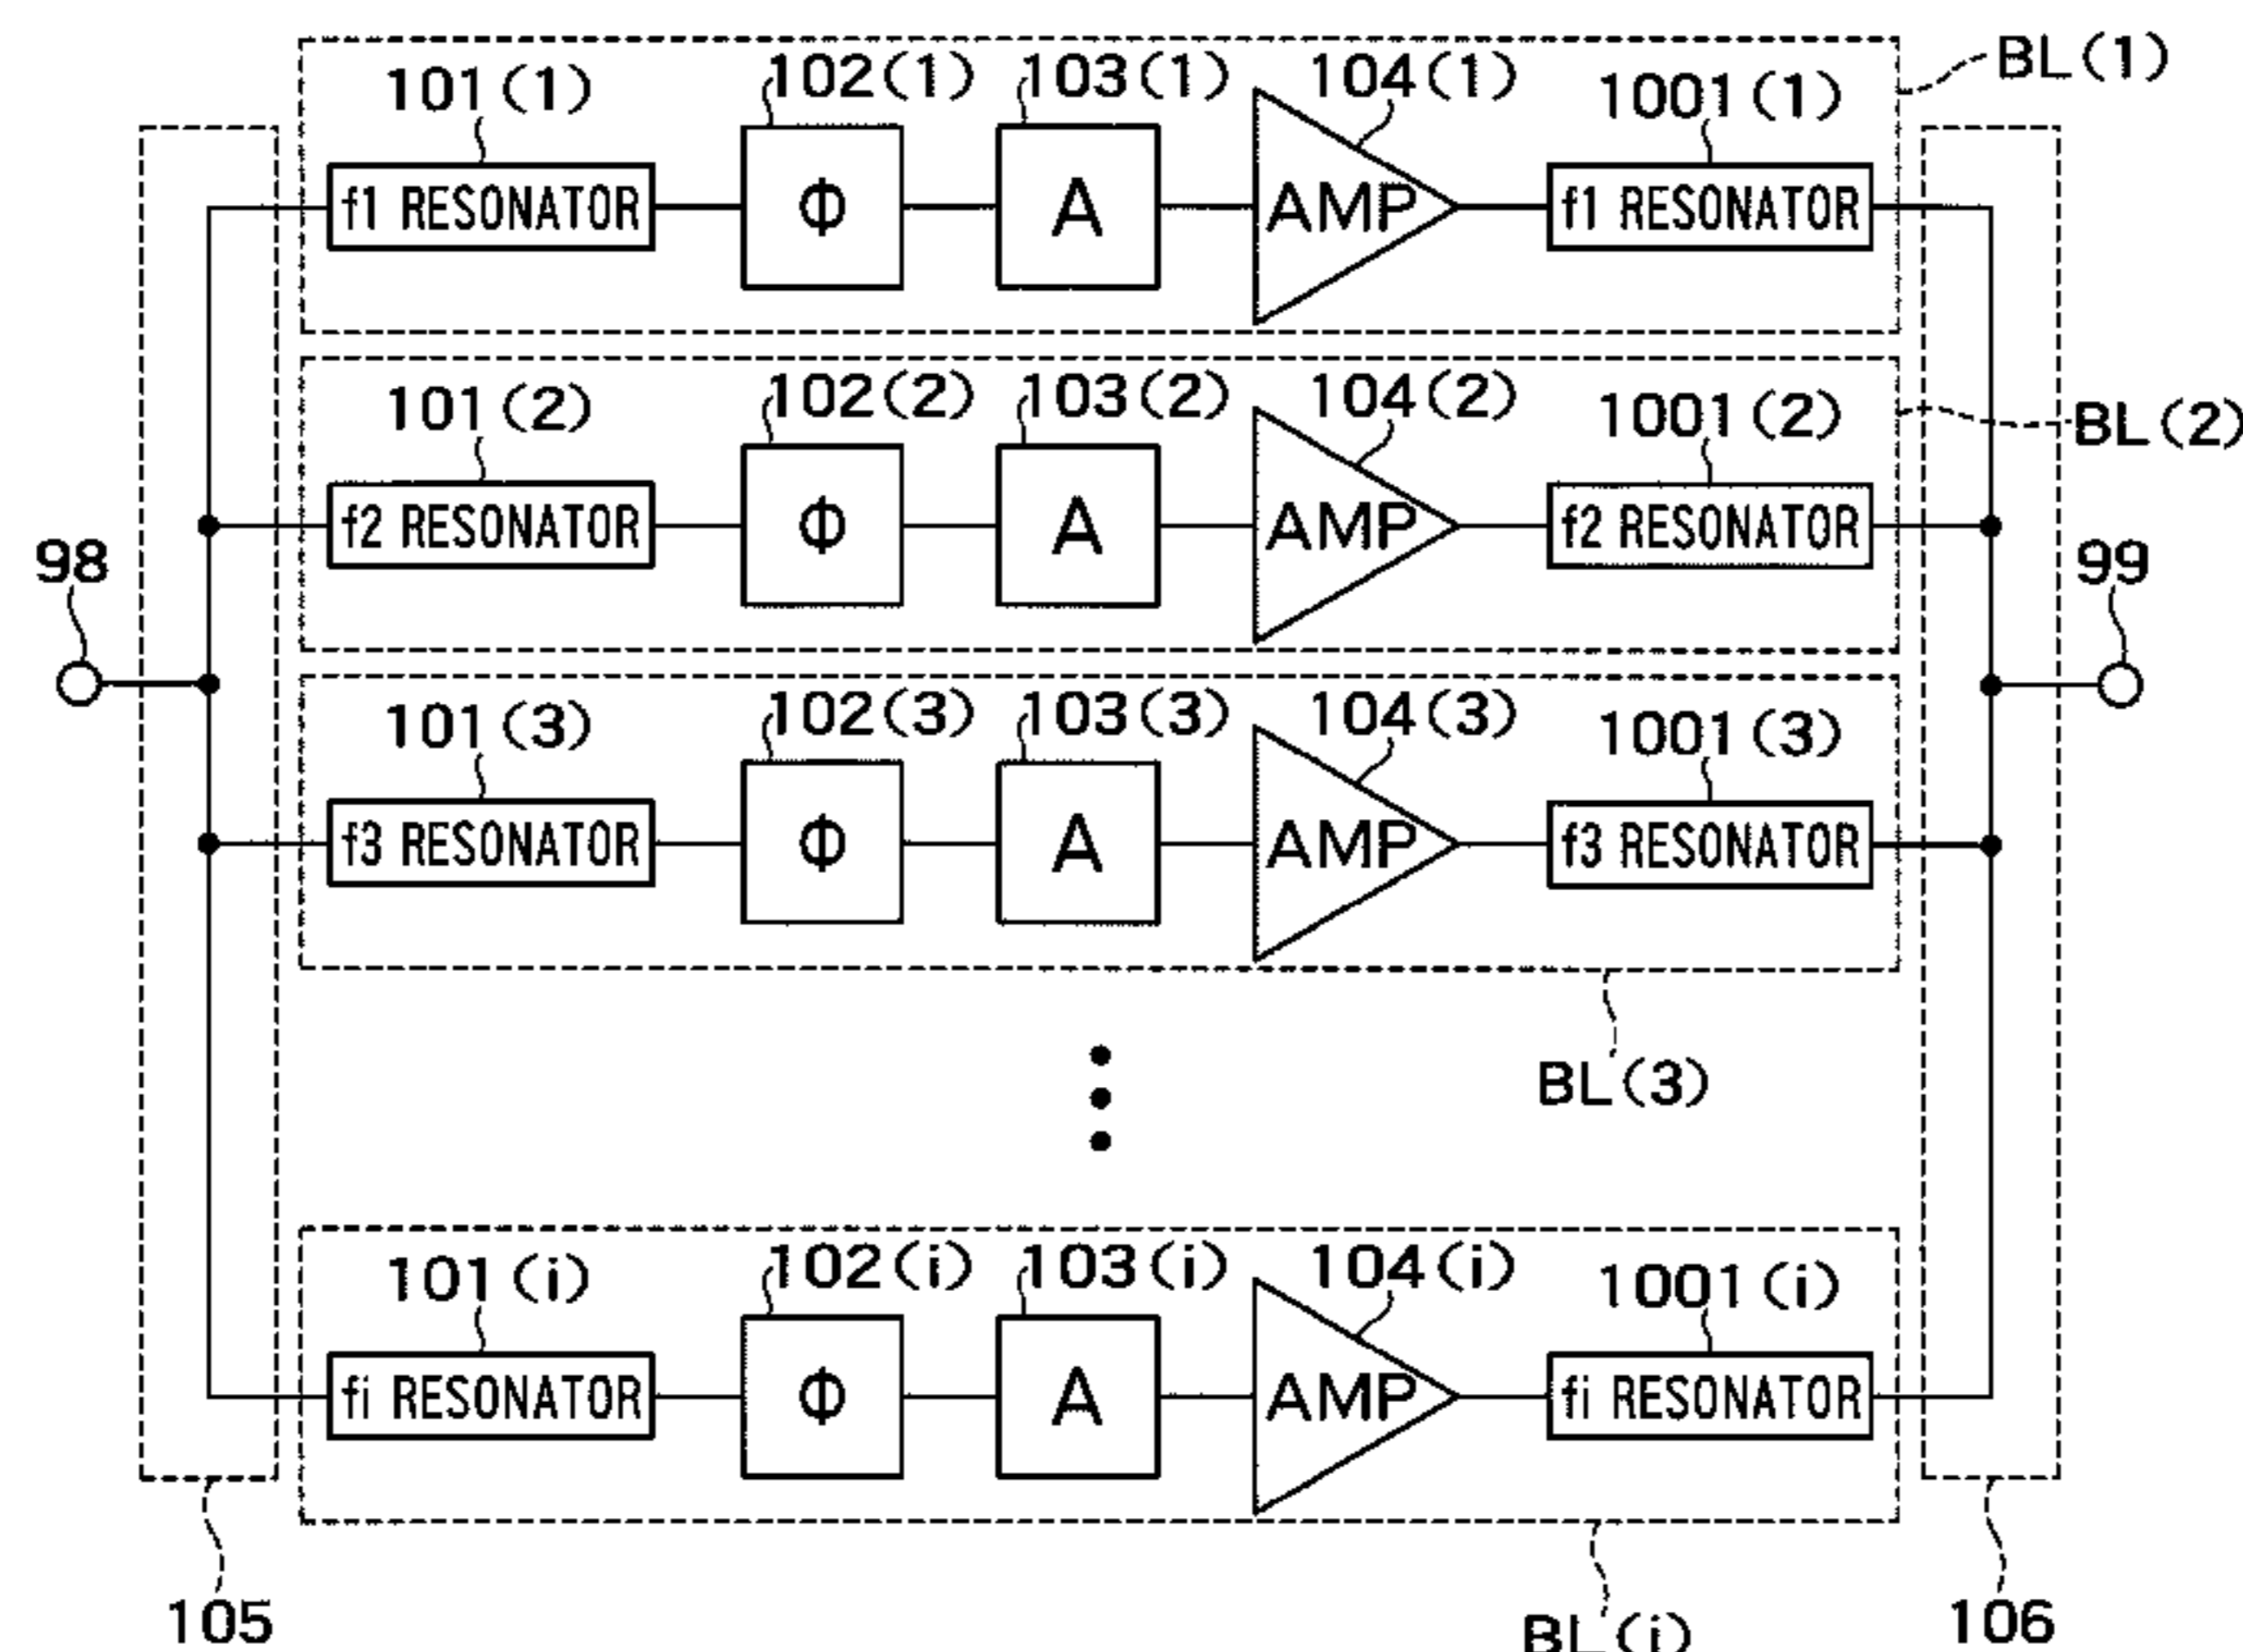 BL(1)
101(1) 102(1) 103(1) 104(1) 1001(1)
f1 RESONATOR Φ A AMP f1 RESONATOR
101(2) 102(2) 103(2) 104(2) 1001(2) BL(2)
f2 RESONATOR Φ A AMP f2 RESONATOR
98 99
101(3) 102(3) 103(3) 104(3) 1001(3)
f3 RESONATOR Φ A AMP f3 RESONATOR
BL(3)
101(i) 102(i) 103(i) 104(i) 1001(i)
fi RESONATOR Φ A AMP fi RESONATOR
105 BL(i) 106